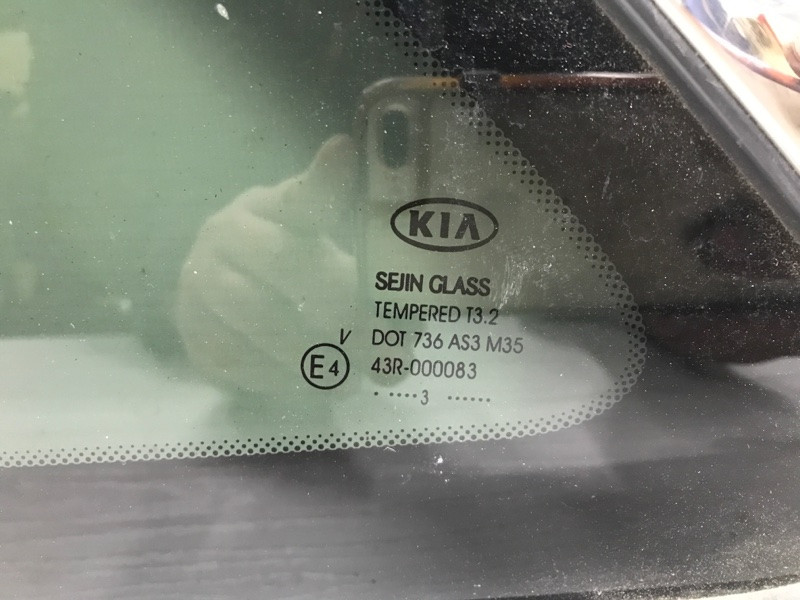 KIA
SEJIN GLASS
TEMPERED T3.2
V DOT 736 AS3 M35
E4 43R-000083
• ••••• 3 ••••••